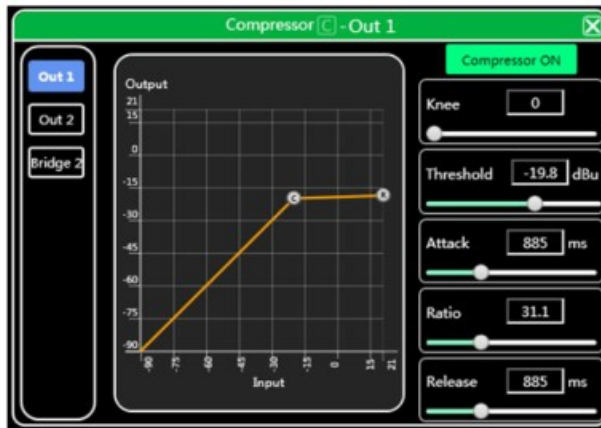 Compressor C -Out 1
Out 1
Out 2
Bridge 2
Output
21
15
0
-15
-30
-45
-60
-75
-90
-90 -75 -60 -45 -30 -15 0 15 21
Input
C
R
Compressor ON
Knee 0
Threshold -19.8 dBu
Attack 885 ms
Ratio 31.1
Release 885 ms